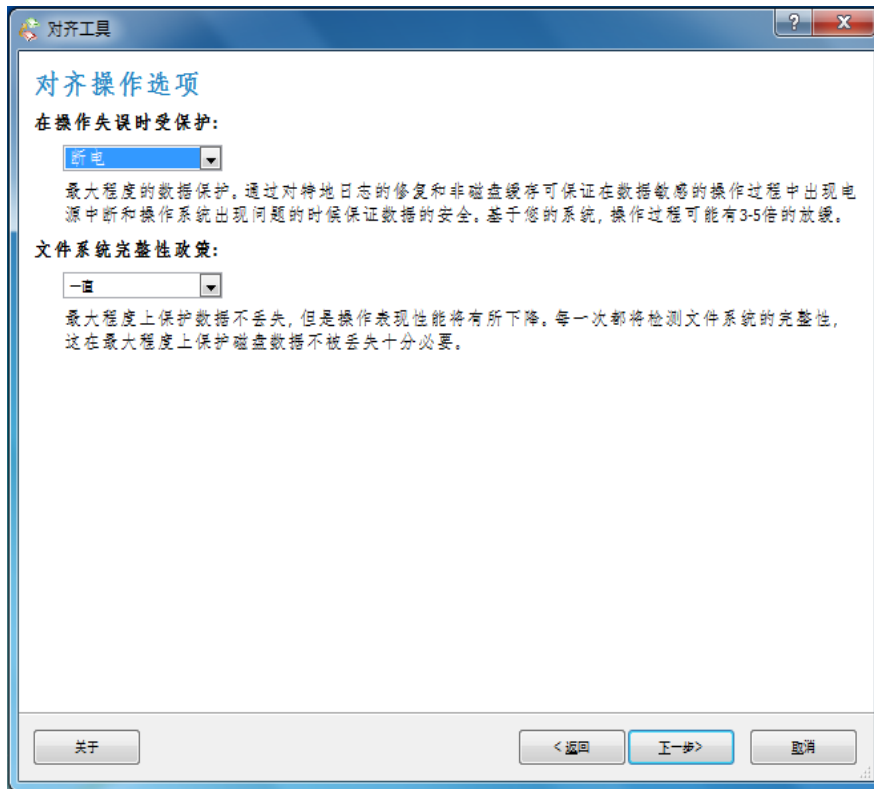 对齐工具
对齐操作选项
在操作失误时受保护:
断电
最大程度的数据保护。通过对特地日志的修复和非磁盘缓存可保证在数据敏感的操作过程中出现电
源中断和操作系统出现问题的时候保证数据的安全。基于您的系统, 操作过程可能有3-5倍的放缓。
文件系统完整性政策:
一直
最大程度上保护数据不丢失, 但是操作表现性能将有所下降。每一次都将检测文件系统的完整性,
这在最大程度上保护磁盘数据不被丢失十分必要。
关于
< 返回
下一步>
取消